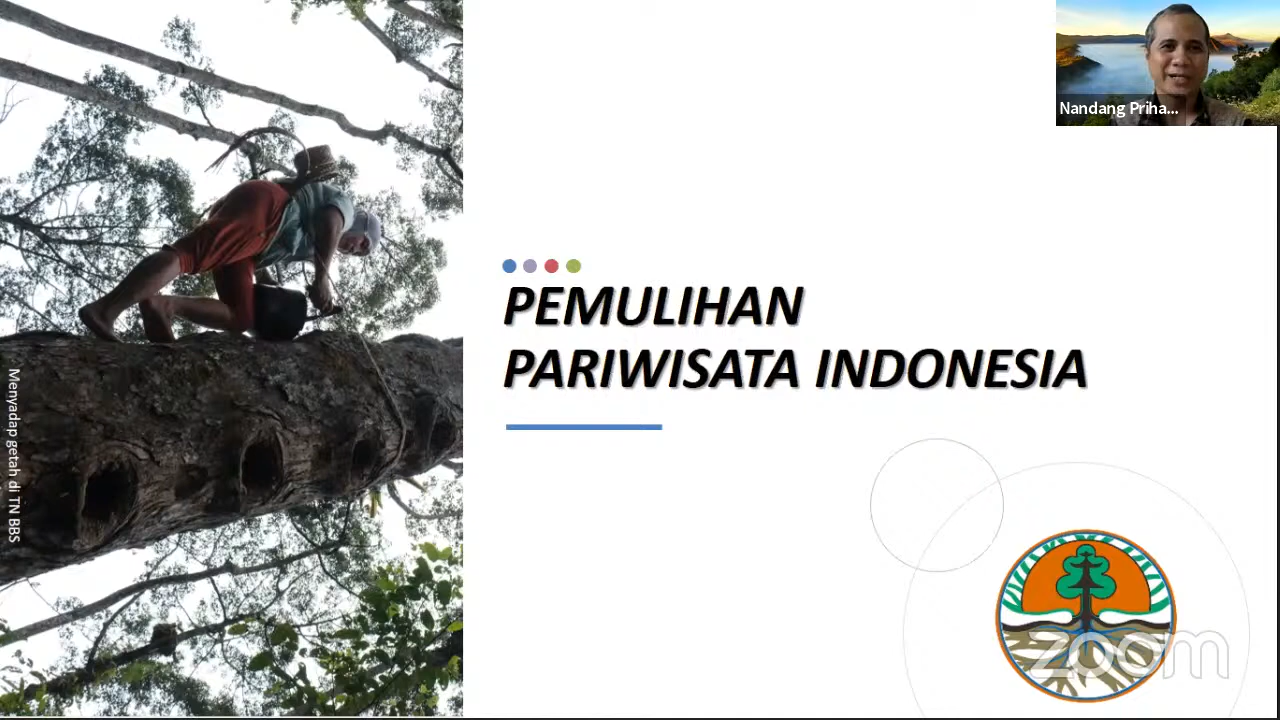 Nandang Priha...
PEMULIHAN
PARIWISATA INDONESIA
Menyadap getah di TN BBS
zoom